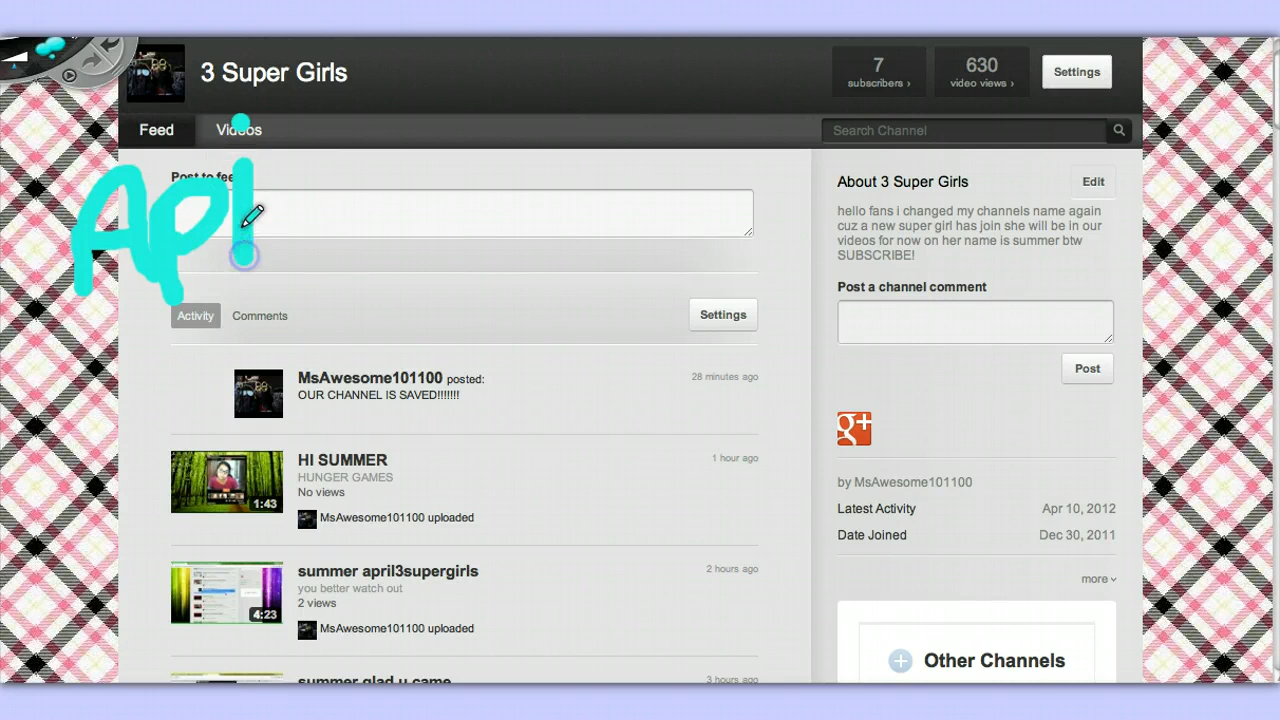 3 Super Girls
7
subscribers ›
630
video views ›
Settings
Feed
Videos
Search Channel
Post to feed
Api
Activity
Comments
Settings
MsAwesome101100 posted:
28 minutes ago
OUR CHANNEL IS SAVED!!!!!!!
HI SUMMER
1 hour ago
HUNGER GAMES
No views
1:43
MsAwesome101100 uploaded
summer april3supergirls
2 hours ago
you better watch out
2 views
4:23
MsAwesome101100 uploaded
summer glad u came
3 hours ago
About 3 Super Girls
Edit
hello fans i changed my channels name again
cuz a new super girl has join she will be in our
videos for now on her name is summer btw
SUBSCRIBE!
Post a channel comment
Post
g+
by MsAwesome101100
Latest Activity
Apr 10, 2012
Date Joined
Dec 30, 2011
more
Other Channels